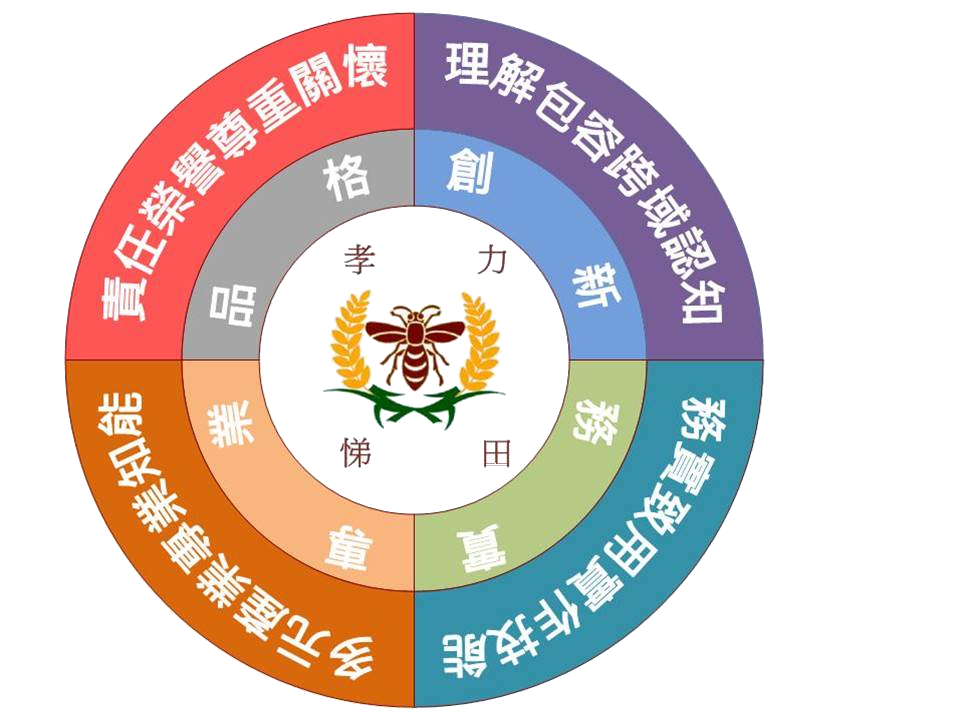 責任榮譽尊重關懷
理解包容跨域認知
務實致用實作技能
多元產業專業知能
品格
創新
務實
專業
孝
力
悌
田